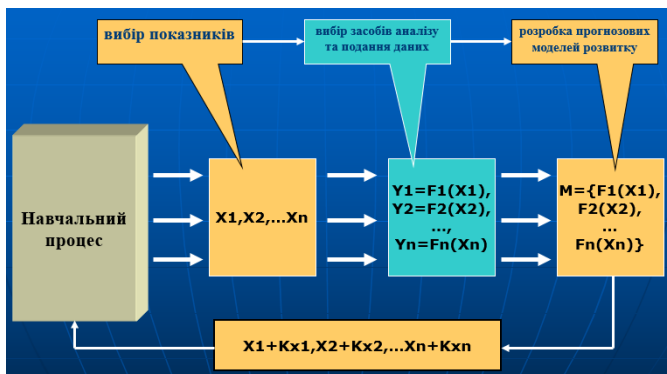 вибір показників
вибір засобів аналізу
та подання даних
розробка прогнозових
моделей розвитку
Навчальний
процес
X1,X2,...Xn
Y1=F1(X1),
Y2=F2(X2),
...,
Yn=Fn(Xn)
M={F1(X1),
F2(X2),
...
Fn(Xn)}
X1+Kx1,X2+Kx2,...Xn+Kxn